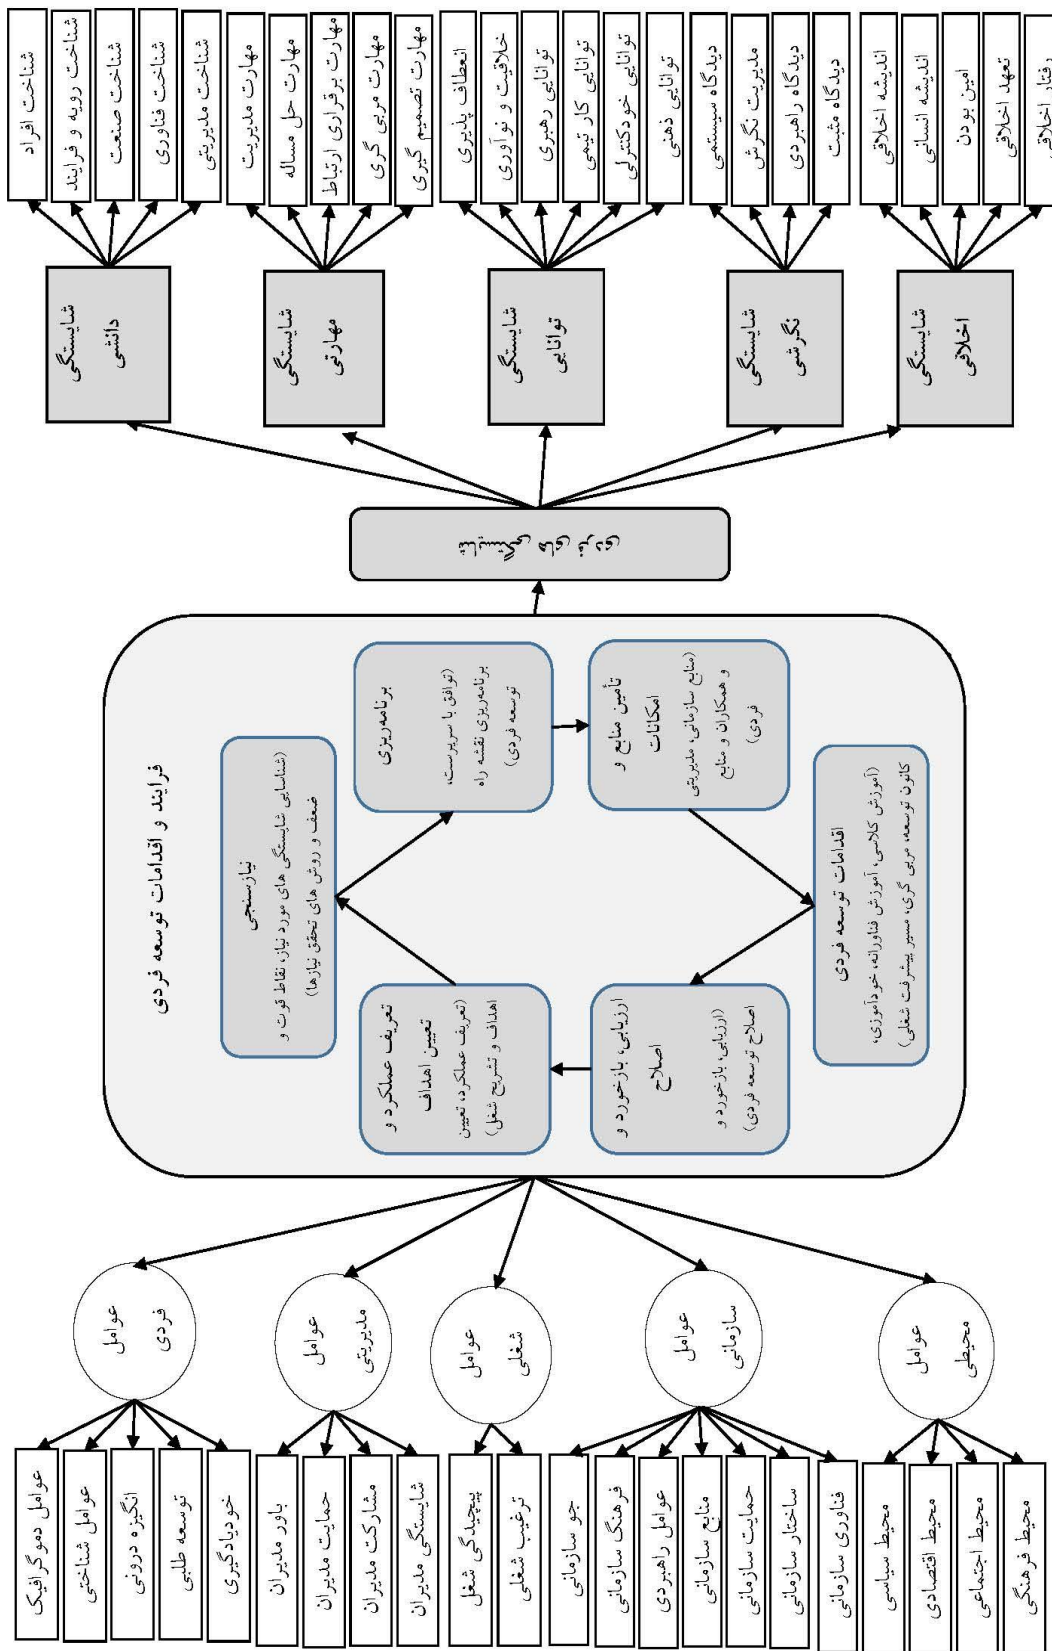 شناخت افراد
شناخت رویه و فرایند
شناخت صنعت
شناخت فناوری
شناخت مدیریتی
مهارت مدیریت
مهارت حل مساله
مهارت برقراری ارتباط
مهارت مربی گری
مهارت تصمیم گیری
انعطاف پذیری
خلاقیت و نوآوری
توانایی رهبری
توانایی کار تیمی
توانایی خودکنترلی
توانایی ذهنی
دیدگاه سیستمی
مدیریت نگرش
دیدگاه راهبردی
دیدگاه مثبت
اندیشه اخلاقی
اندیشه انسانی
امین بودن
تعهد اخلاقی
رفتار اخلاقی
شایستگی
دانشی
شایستگی
مهارتی
شایستگی
توانایی
شایستگی
نگرشی
شایستگی
اخلاقی
شایستگی های فردی
فرایند و اقدامات توسعه فردی
نیازسنجی
(شناسایی شایستگی های مورد نیاز، نقاط قوت و
ضعف و روش های تحقق نیازها)
برنامه‌ریزی
(توافق با سرپرست،
برنامه‌ریزی نقشه راه
توسعه فردی)
تأمین منابع و
امکانات
(منابع سازمانی، مدیریتی
و همکاران و منابع
فردی)
اقدامات توسعه فردی
(آموزش کلاسی، آموزش فناورانه، خودآموزی،
کانون توسعه، مربی گری، مسیر پیشرفت شغلی)
ارزیابی، بازخورد و
اصلاح
(ارزیابی، بازخورد و
اصلاح توسعه فردی)
تعریف عملکرد و
تعیین اهداف
(تعریف عملکرد، تعیین
اهداف و تشریح شغل)
عوامل
فردی
عوامل
مدیریتی
عوامل
شغلی
عوامل
سازمانی
عوامل
محیطی
عوامل دموگرافیک
عوامل شناختی
انگیزه درونی
توسعه طلبی
خودیادگیری
باور مدیران
حمایت مدیران
مشارکت مدیران
شایستگی مدیران
پیچیدگی شغل
ترغیب شغلی
جو سازمانی
فرهنگ سازمانی
عوامل راهبردی
منابع سازمانی
حمایت سازمانی
ساختار سازمانی
فناوری سازمانی
محیط سیاسی
محیط اقتصادی
محیط اجتماعی
محیط فرهنگی